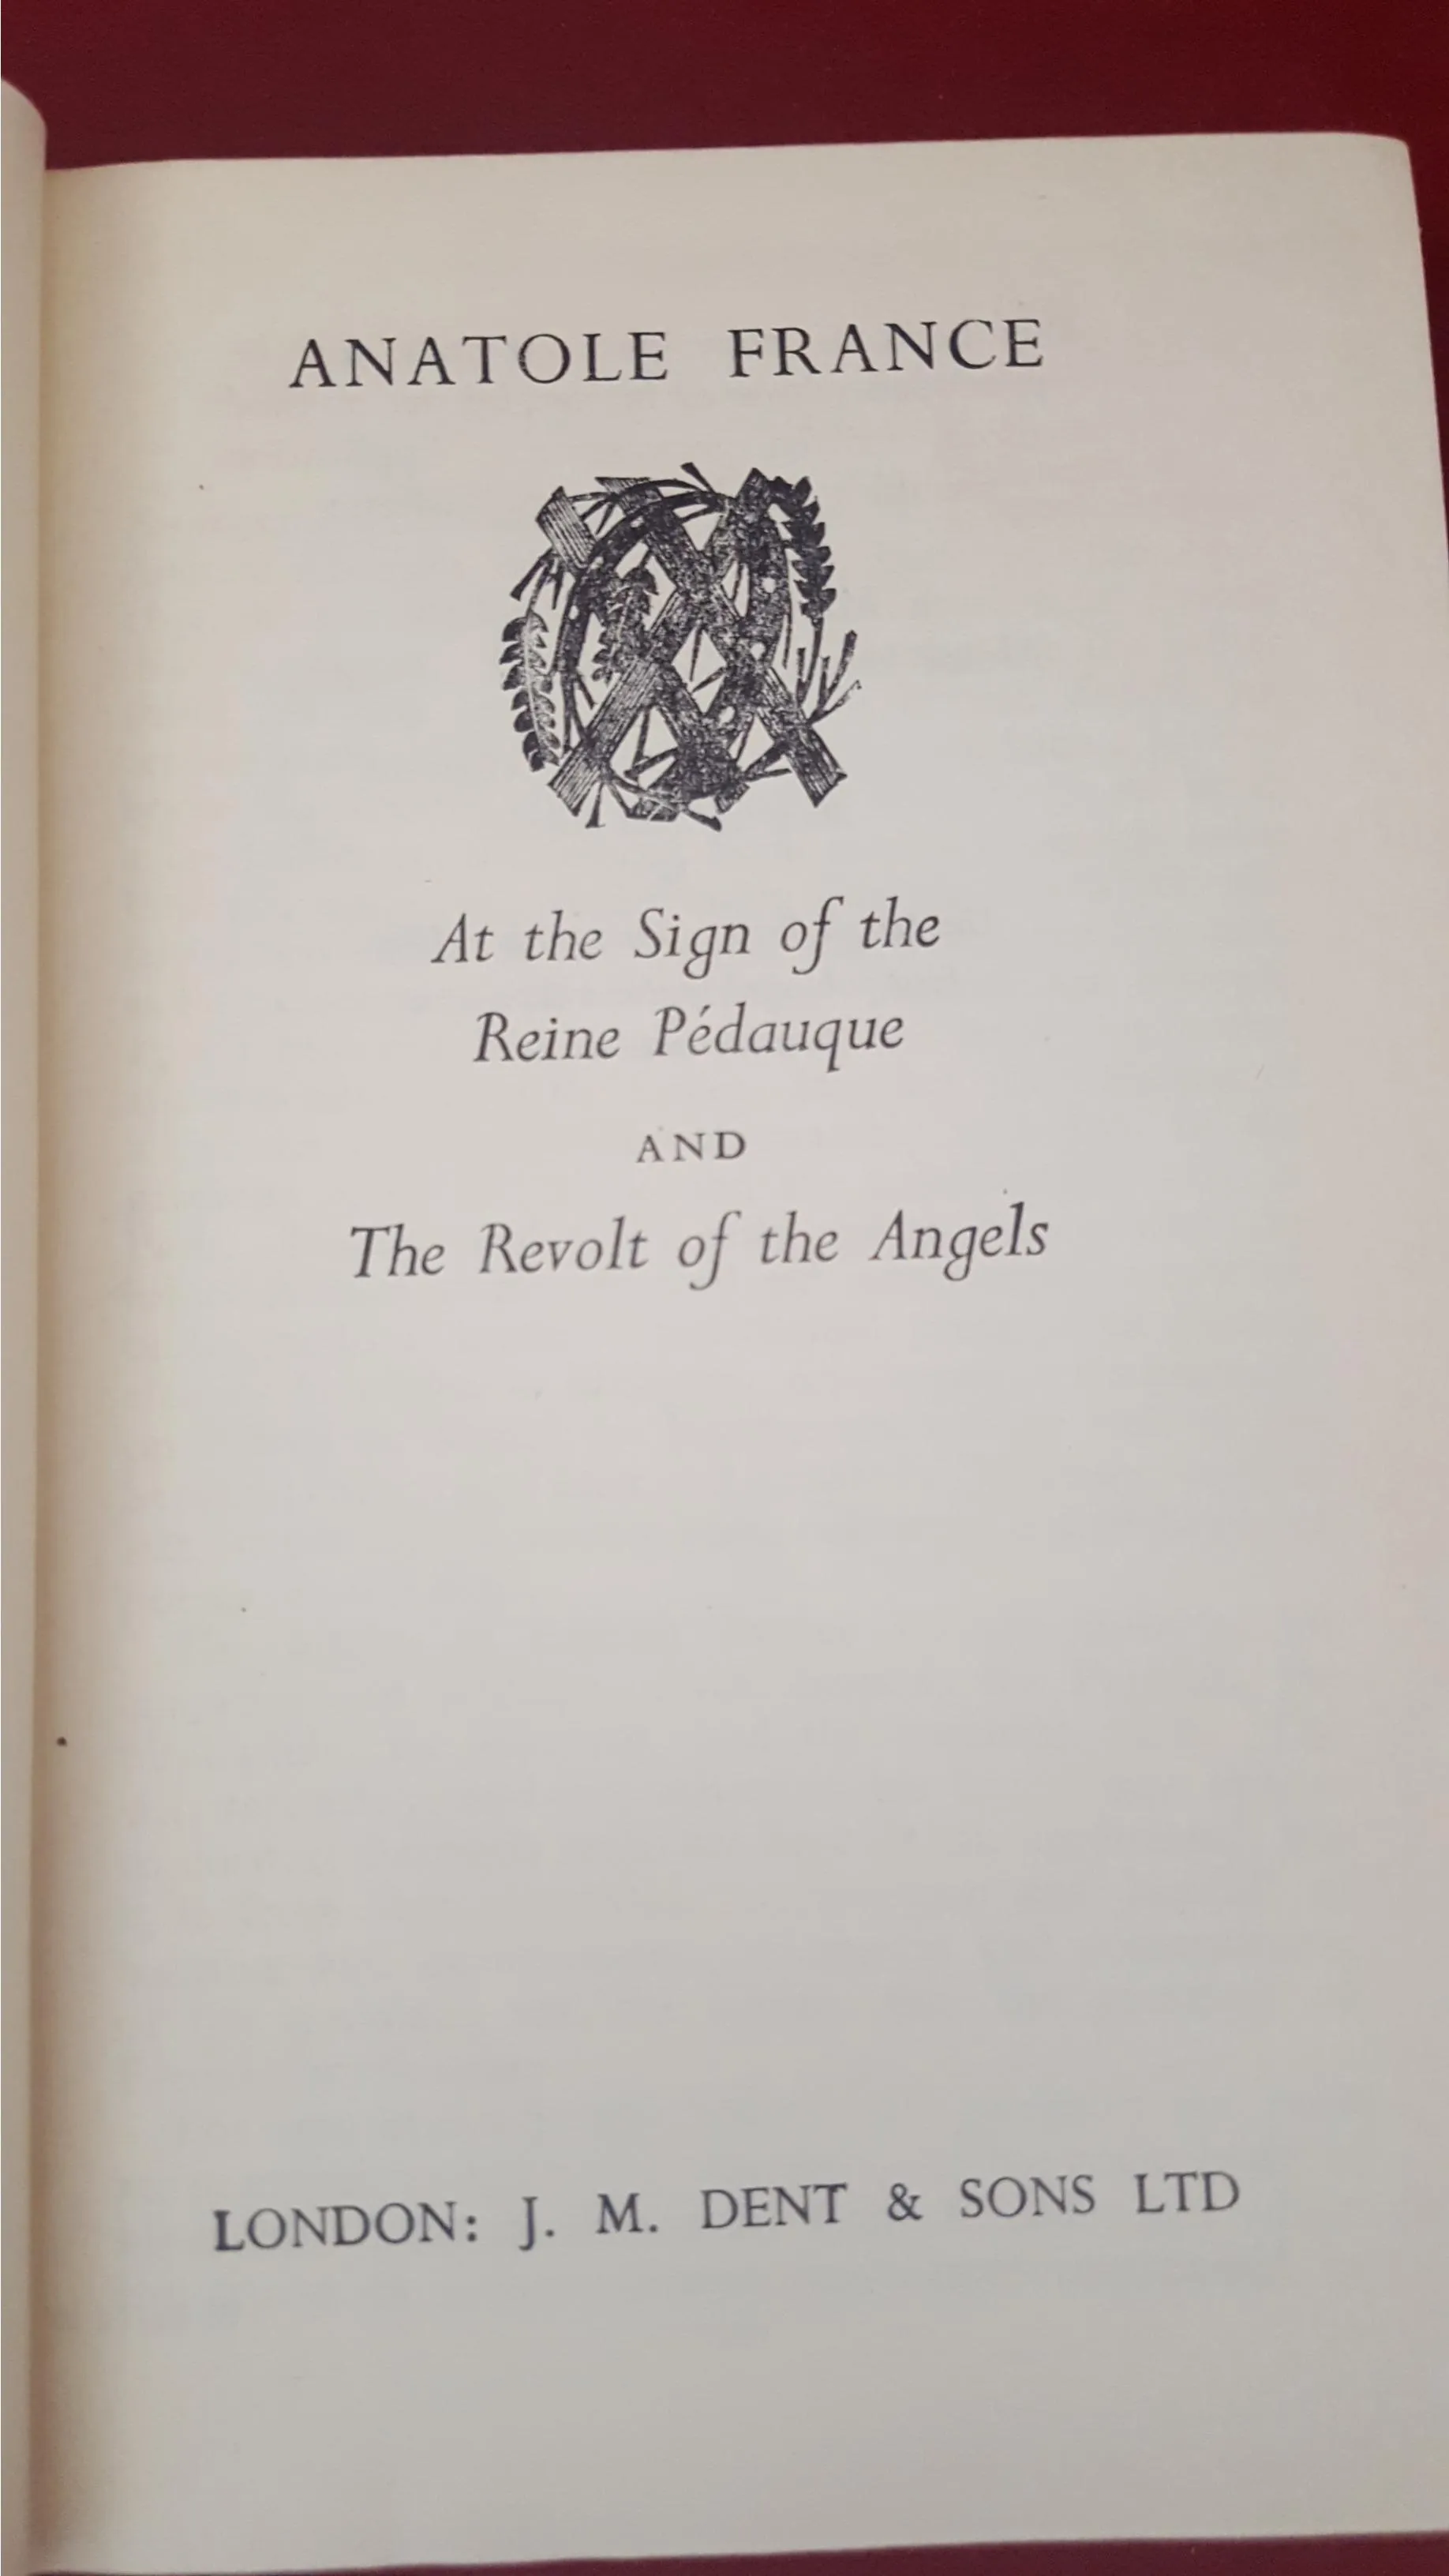 ANATOLE FRANCE
At the Sign of the
Reine Pédauque
AND
The Revolt of the Angels
LONDON: J. M. DENT & SONS LTD